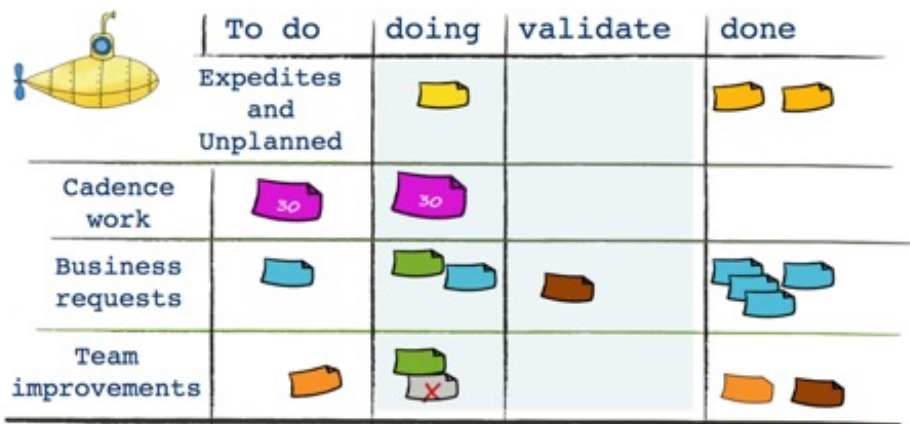 To do doing validate done
Expedites
and
Unplanned
Cadence
work
30 30
Business
requests
Team
improvements
X